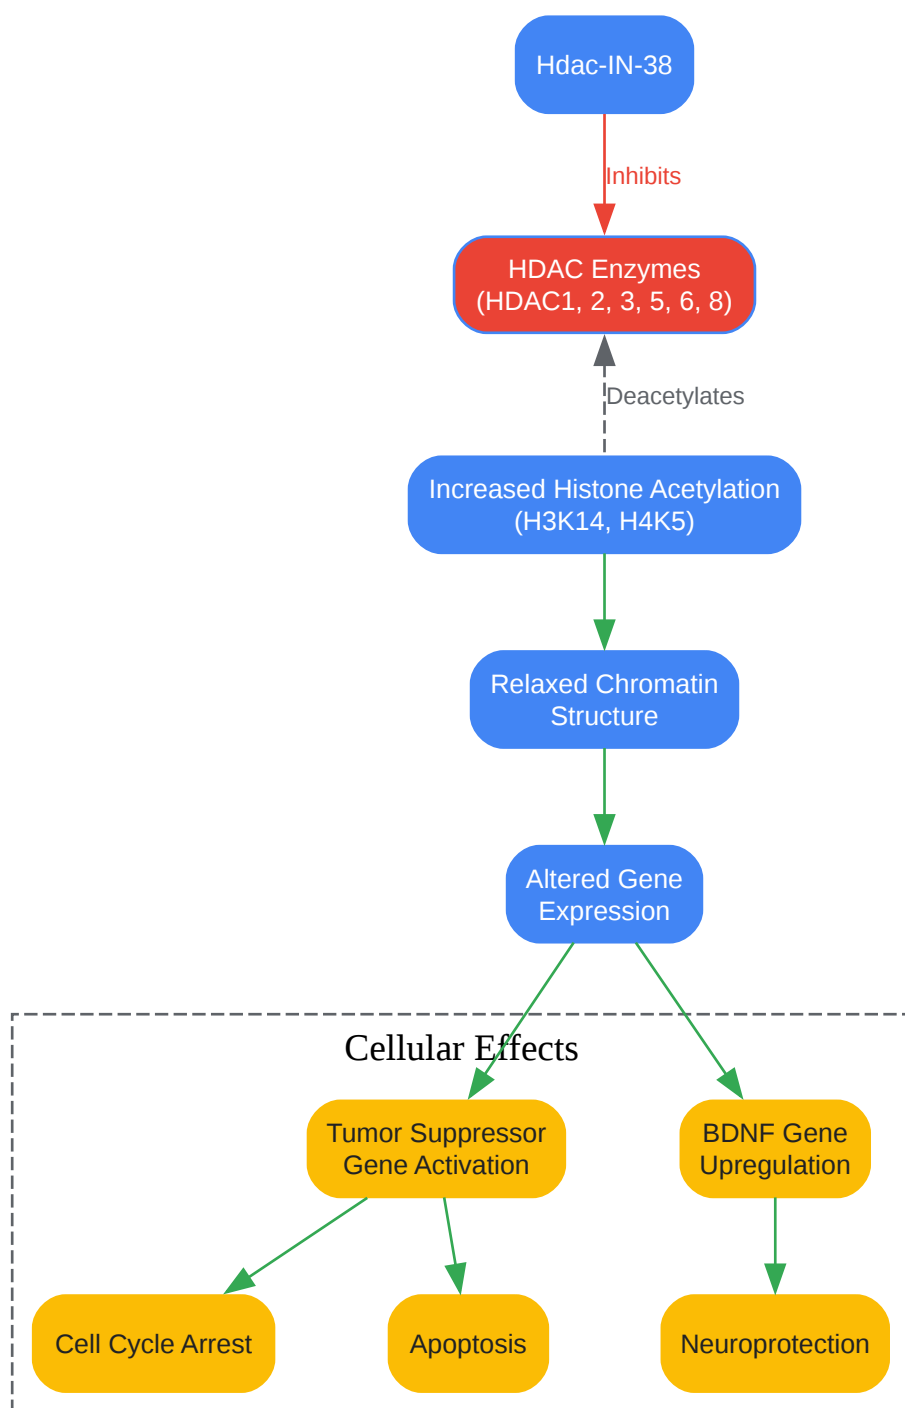 Hdac-IN-38
Inhibits
HDAC Enzymes
(HDAC1, 2, 3, 5, 6, 8)
Deacetylates
Increased Histone Acetylation
(H3K14, H4K5)
Relaxed Chromatin
Structure
Altered Gene
Expression
Cellular Effects
Tumor Suppressor
Gene Activation
BDNF Gene
Upregulation
Cell Cycle Arrest
Apoptosis
Neuroprotection